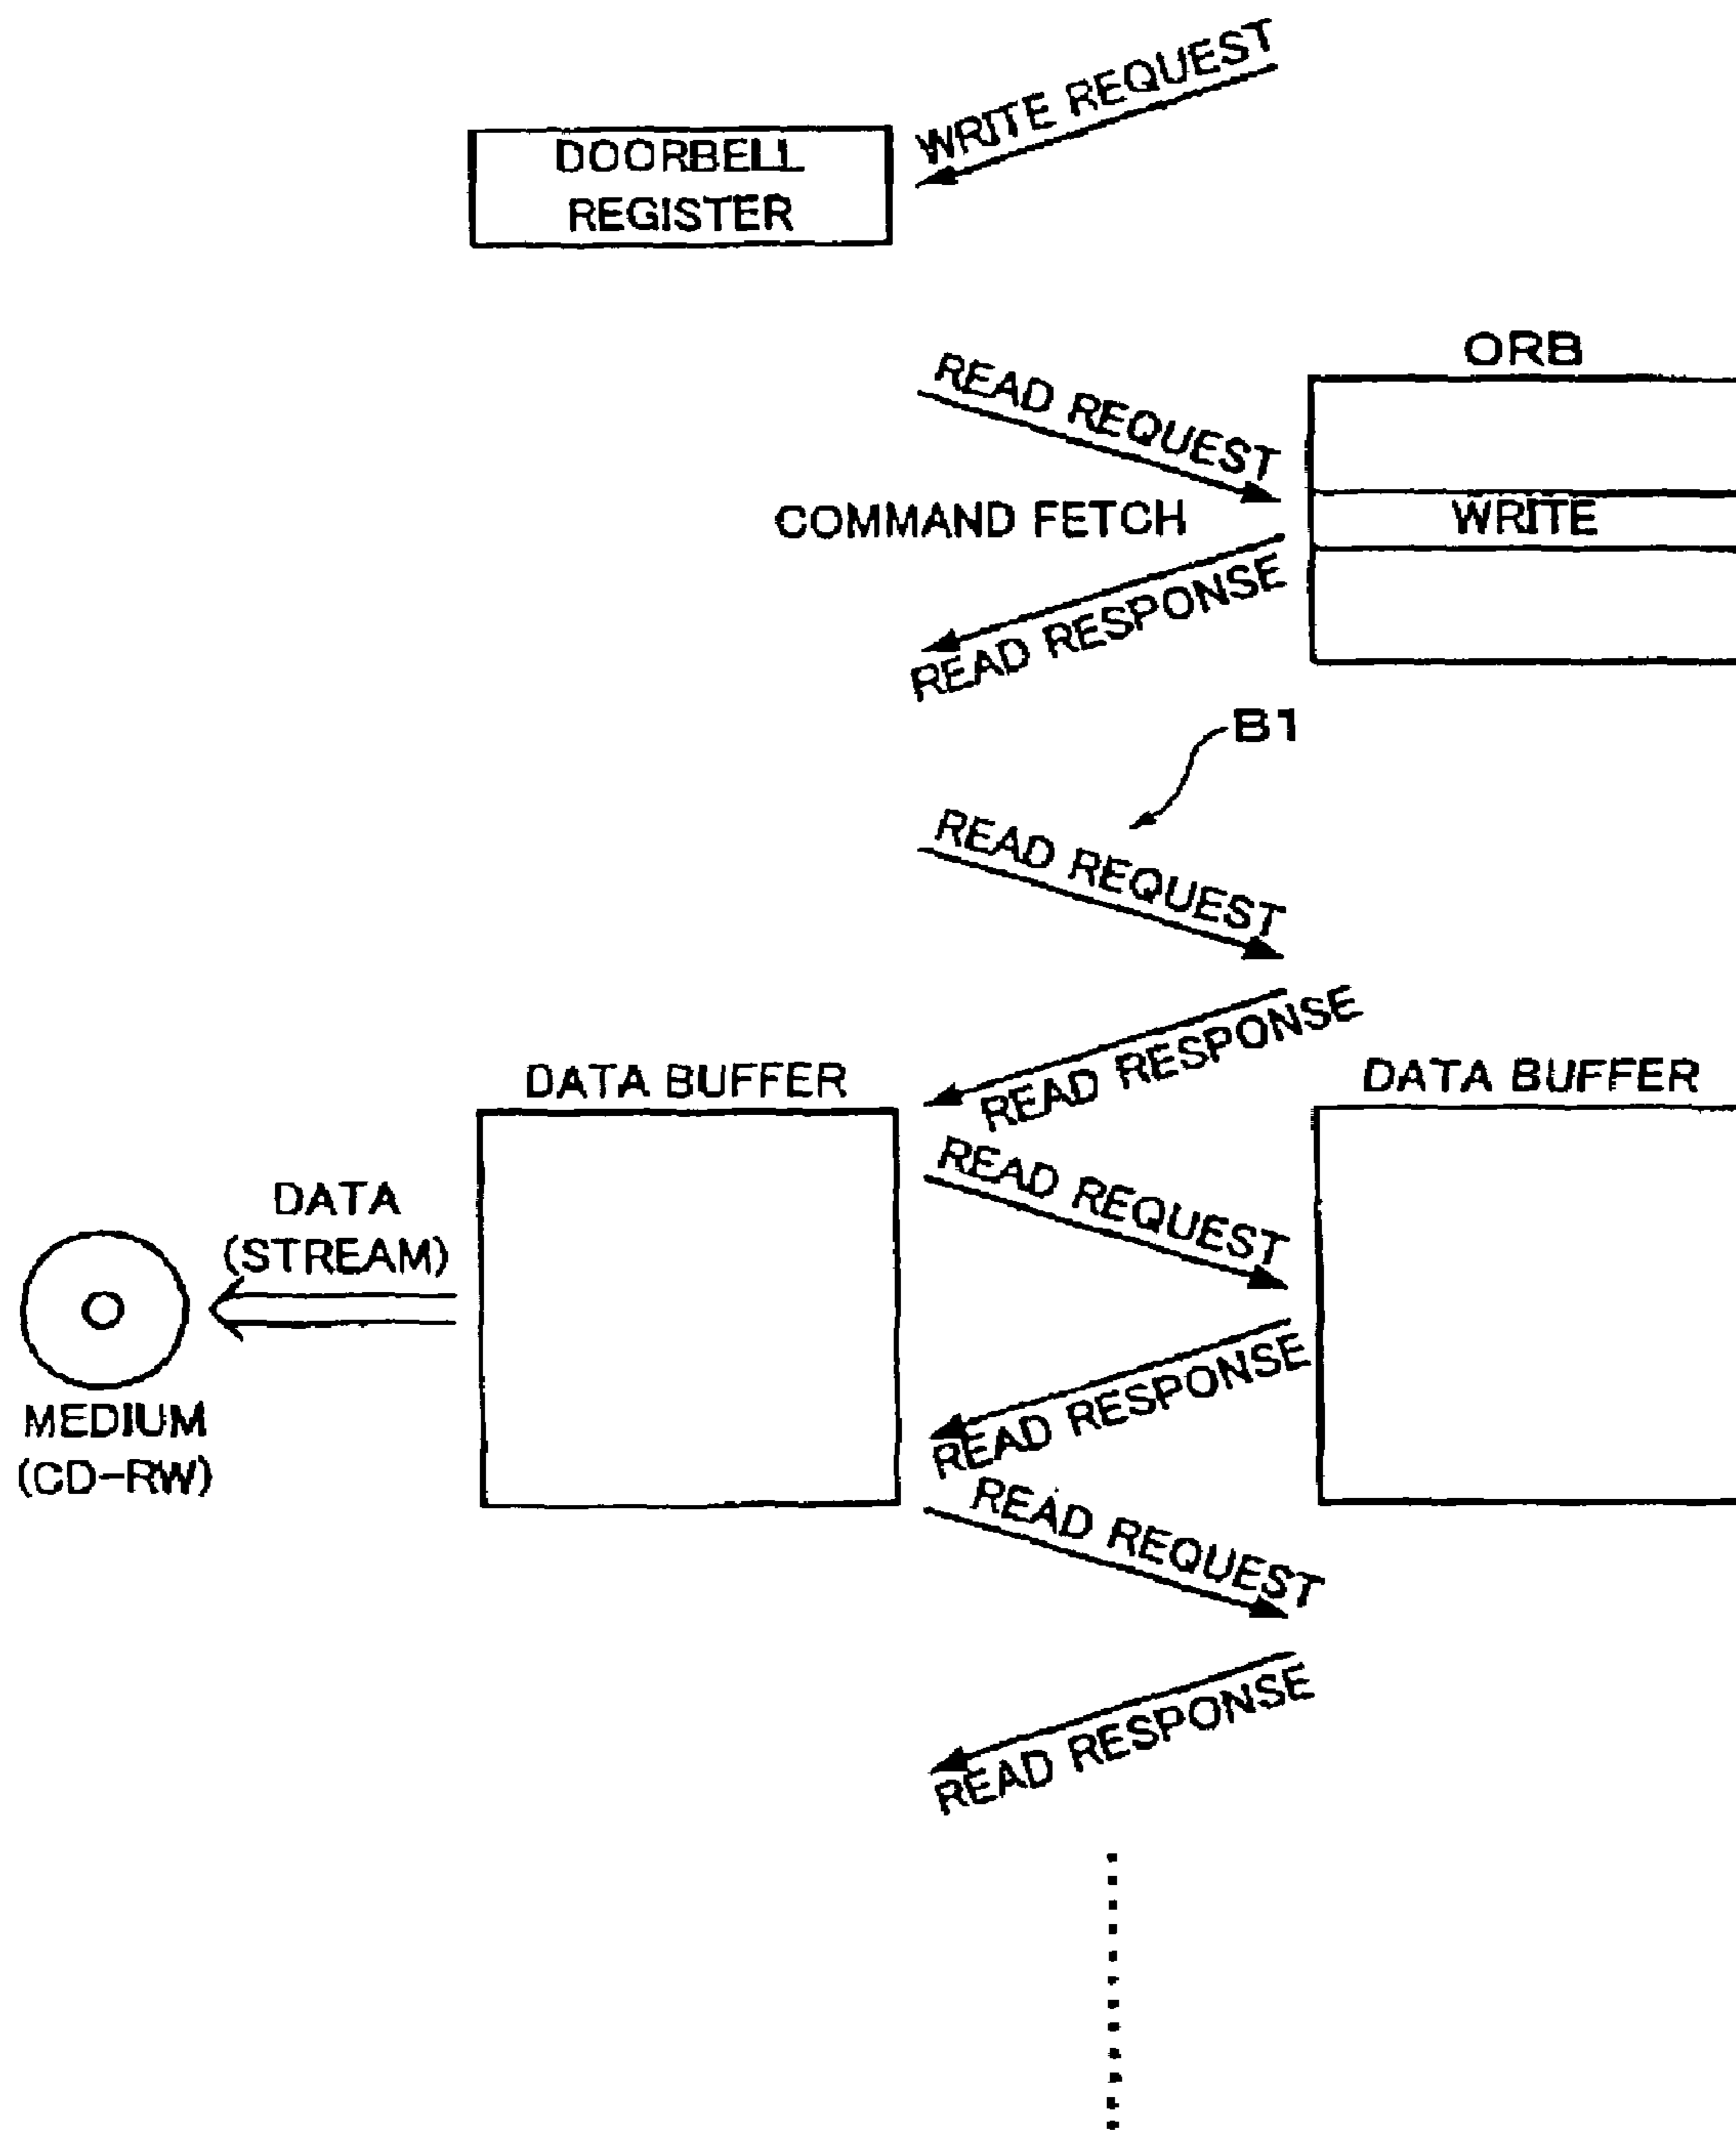 WRITE REQUEST
DOORBELL
REGISTER
ORB
READ REQUEST
COMMAND FETCH
WRITE
READ RESPONSE
B1
READ REQUEST
READ RESPONSE
DATA BUFFER
DATA BUFFER
READ REQUEST
DATA
(STREAM)
READ RESPONSE
MEDIUM
(CD-RW)
READ REQUEST
READ RESPONSE